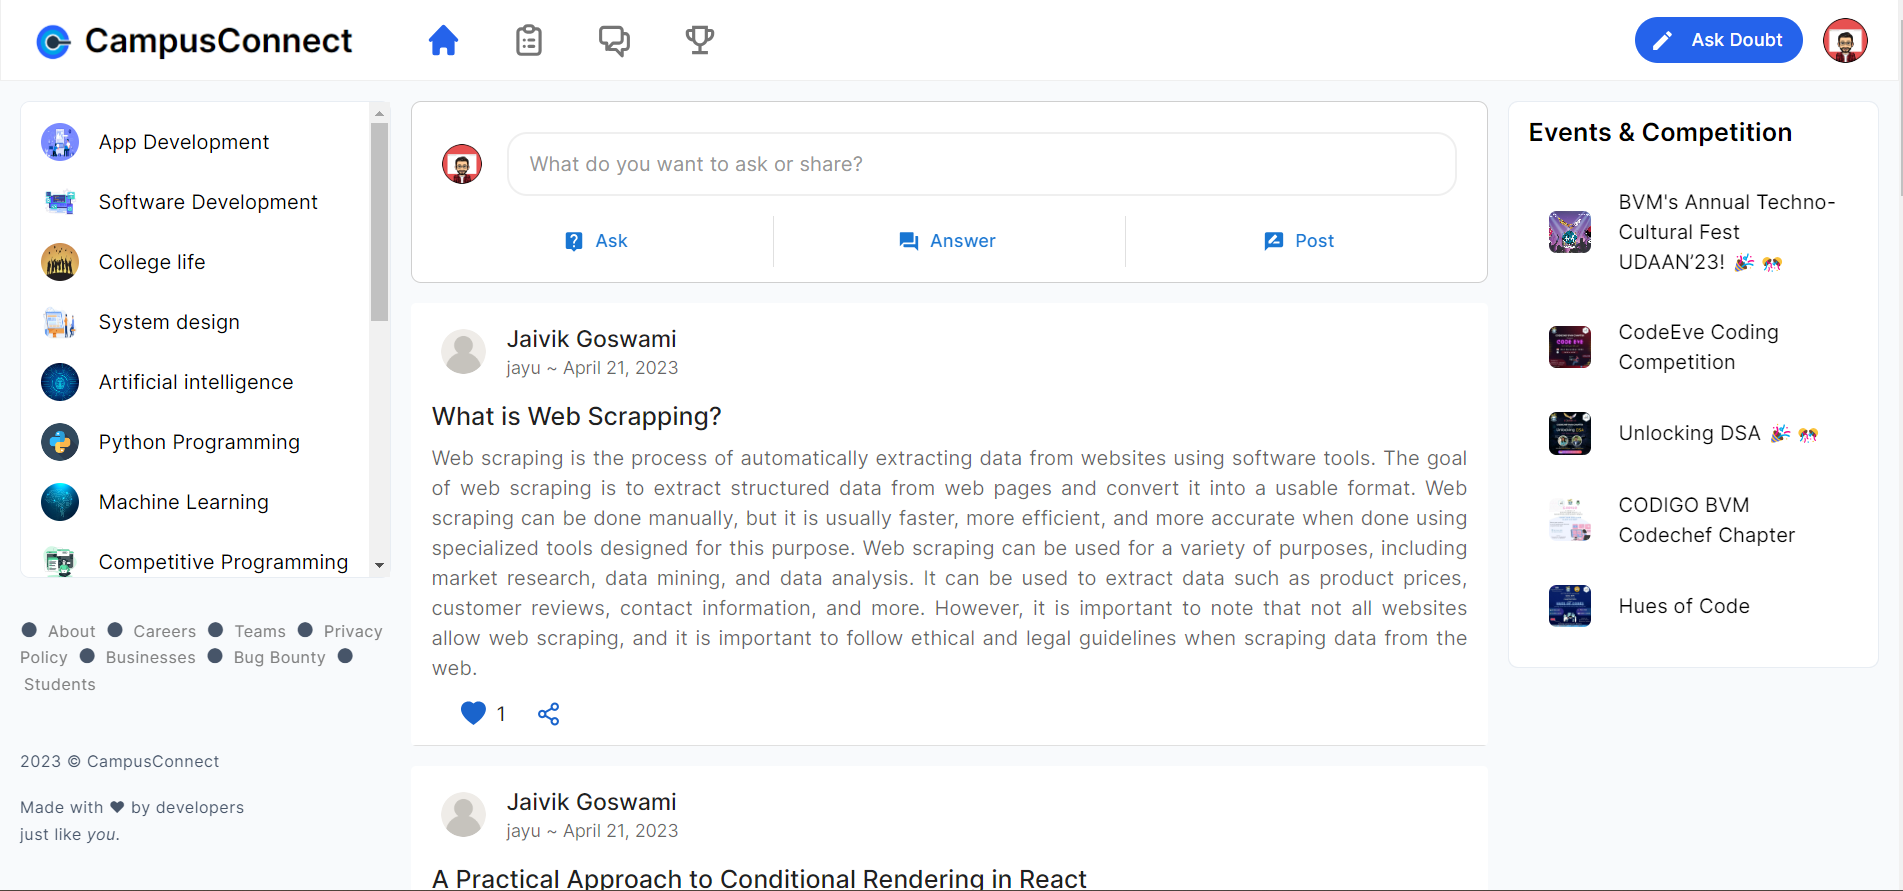 CampusConnect
Ask Doubt
App Development
Software Development
College life
System design
Artificial intelligence
Python Programming
Machine Learning
Competitive Programming
About Careers Teams Privacy
Policy Businesses Bug Bounty
Students
2023 © CampusConnect
Made with ❤ by developers
just like you.
What do you want to ask or share?
Ask
Answer
Post
Jaivik Goswami
jayu ~ April 21, 2023
What is Web Scrapping?
Web scraping is the process of automatically extracting data from websites using software tools. The goal
of web scraping is to extract structured data from web pages and convert it into a usable format. Web
scraping can be done manually, but it is usually faster, more efficient, and more accurate when done using
specialized tools designed for this purpose. Web scraping can be used for a variety of purposes, including
market research, data mining, and data analysis. It can be used to extract data such as product prices,
customer reviews, contact information, and more. However, it is important to note that not all websites
allow web scraping, and it is important to follow ethical and legal guidelines when scraping data from the
web.
1
Jaivik Goswami
jayu ~ April 21, 2023
A Practical Approach to Conditional Rendering in React
Events & Competition
BVM's Annual Techno-
Cultural Fest
UDAAN’23! 🎉 🎊
CodeEve Coding
Competition
Unlocking DSA 🎉 🎊
CODIGO BVM
Codechef Chapter
Hues of Code